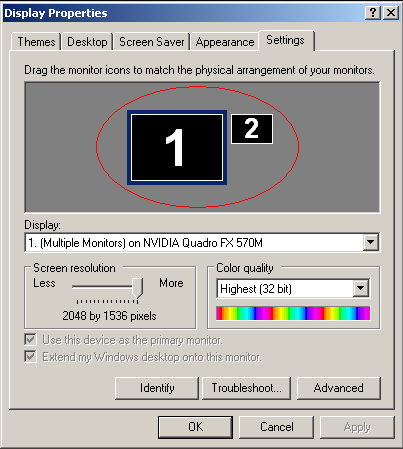 Display Properties
Themes Desktop Screen Saver Appearance Settings
Drag the monitor icons to match the physical arrangement of your monitors.
1 2
Display:
1. (Multiple Monitors) on NVIDIA Quadro FX 570M
Screen resolution
Less More
2048 by 1536 pixels
Color quality
Highest (32 bit)
Use this device as the primary monitor.
Extend my Windows desktop onto this monitor.
Identify Troubleshoot... Advanced
OK Cancel Apply